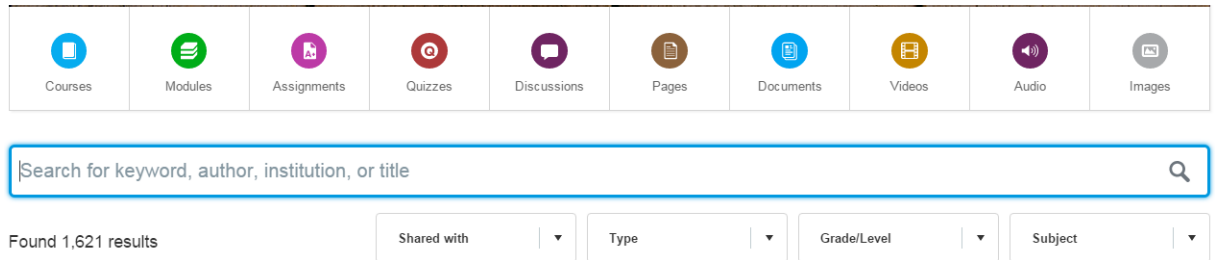 Courses Modules Assignments Quizzes Discussions Pages Documents Videos Audio Images
Search for keyword, author, institution, or title
Found 1,621 results Shared with Type Grade/Level Subject